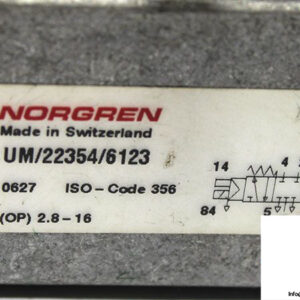 NORGREN
Made in Switzerland
UM/22354/6123
0627 ISO-Code 356
(OP) 2.8-16
14 4
84 5